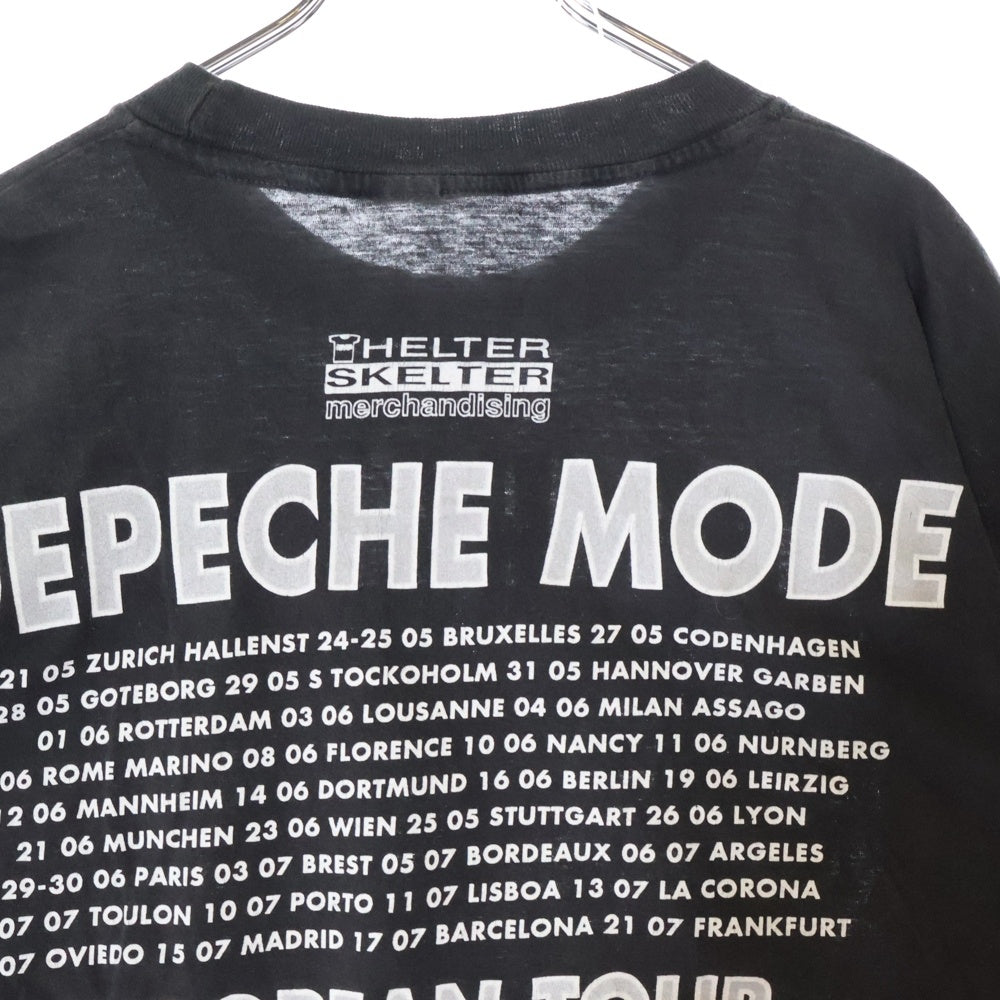 HELTER
SKELTER
merchandising
DEPECHE MODE
21 05 ZURICH HALLENST 24-25 05 BRUXELLES 27 05 CODENHAGEN
28 05 GOTEBORG 29 05 S TOCKOHOLM 31 05 HANNOVER GARBEN
01 06 ROTTERDAM 03 06 LOUSANNE 04 06 MILAN ASSAGO
06 ROME MARINO 08 06 FLORENCE 10 06 NANCY 11 06 NURNBERG
12 06 MANNHEIM 14 06 DORTMUND 16 06 BERLIN 19 06 LEIRZIG
21 06 MUNCHEN 23 06 WIEN 25 05 STUTTGART 26 06 LYON
29-30 06 PARIS 03 07 BREST 05 07 BORDEAUX 06 07 ARGELES
07 07 TOULON 10 07 PORTO 11 07 LISBOA 13 07 LA CORONA
07 OVIEDO 15 07 MADRID 17 07 BARCELONA 21 07 FRANKFURT
TOUR